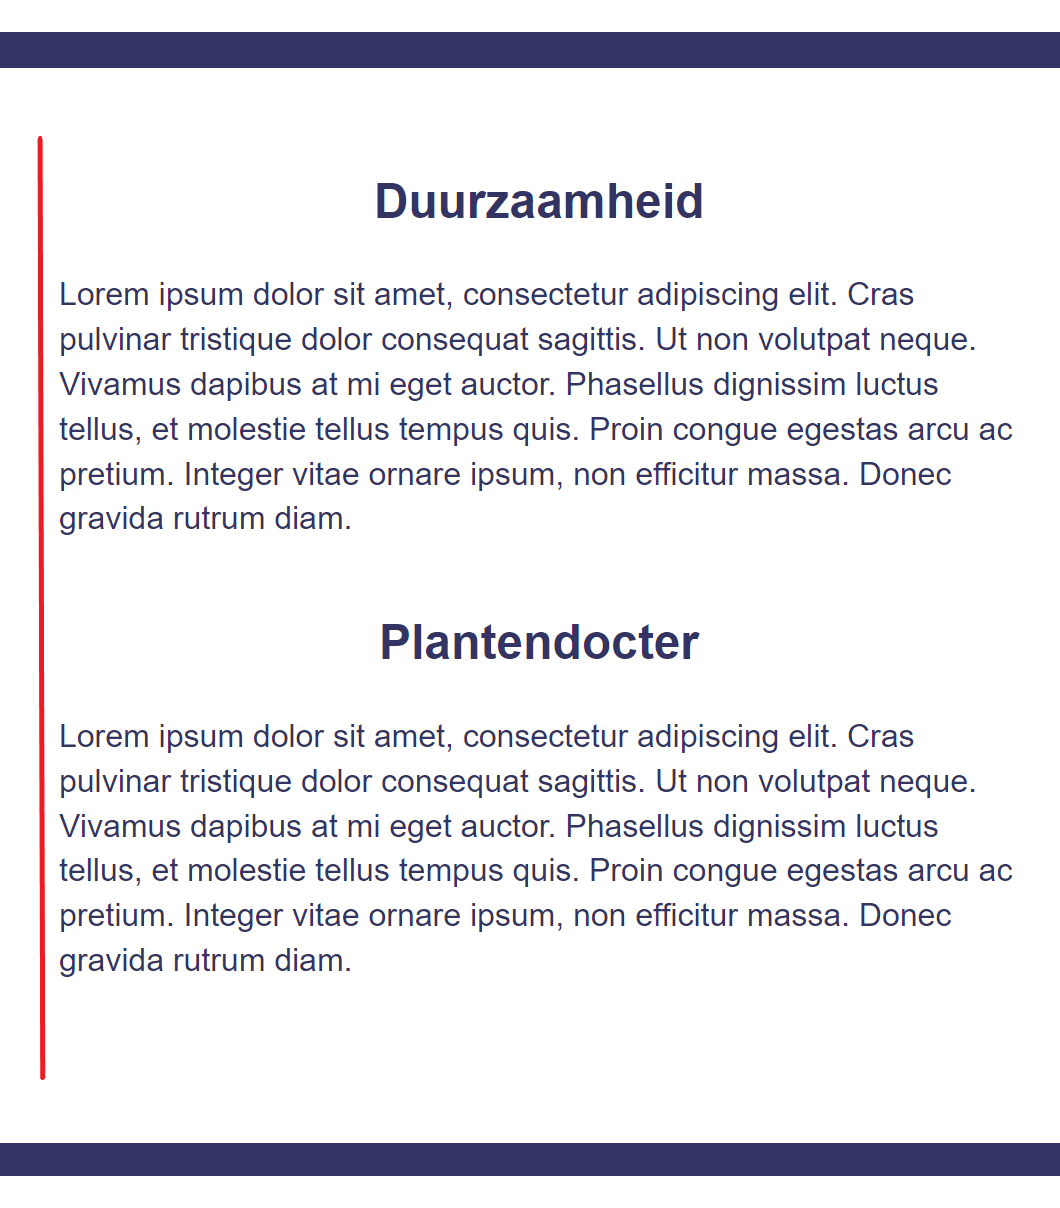 Duurzaamheid
Lorem ipsum dolor sit amet, consectetur adipiscing elit. Cras
pulvinar tristique dolor consequat sagittis. Ut non volutpat neque.
Vivamus dapibus at mi eget auctor. Phasellus dignissim luctus
tellus, et molestie tellus tempus quis. Proin congue egestas arcu ac
pretium. Integer vitae ornare ipsum, non efficitur massa. Donec
gravida rutrum diam.
Plantendocter
Lorem ipsum dolor sit amet, consectetur adipiscing elit. Cras
pulvinar tristique dolor consequat sagittis. Ut non volutpat neque.
Vivamus dapibus at mi eget auctor. Phasellus dignissim luctus
tellus, et molestie tellus tempus quis. Proin congue egestas arcu ac
pretium. Integer vitae ornare ipsum, non efficitur massa. Donec
gravida rutrum diam.